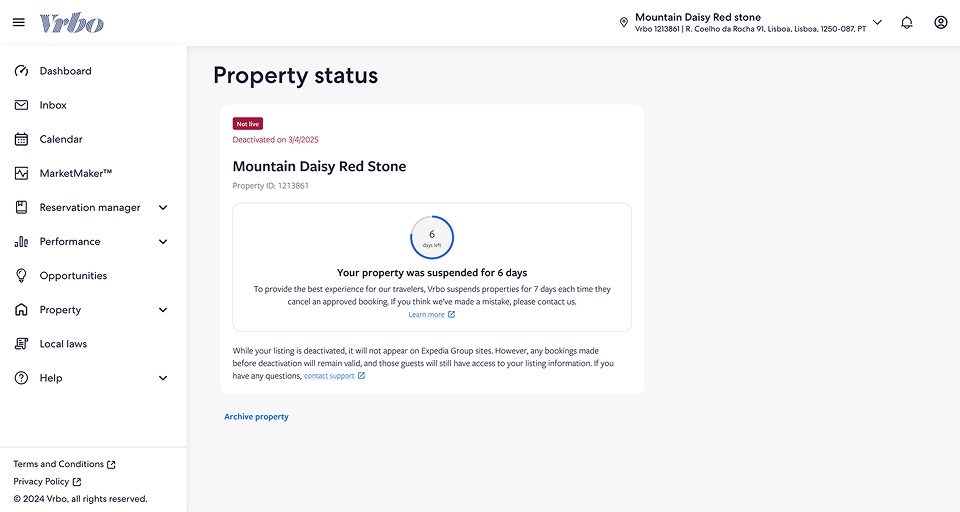 Vrbo
Mountain Daisy Red stone
Vrbo 1213861 | R. Coelho da Rocha 91, Lisboa, Lisboa, 1250-087, PT
Dashboard
Inbox
Calendar
MarketMaker™
Reservation manager
Performance
Opportunities
Property
Local laws
Help
Terms and Conditions
Privacy Policy
© 2024 Vrbo, all rights reserved.
Property status
Not live
Deactivated on 3/4/2025
Mountain Daisy Red Stone
Property ID: 1213861
6
days left
Your property was suspended for 6 days
To provide the best experience for our travelers, Vrbo suspends properties for 7 days each time they
cancel an approved booking. If you think we've made a mistake, please contact us.
Learn more
While your listing is deactivated, it will not appear on Expedia Group sites. However, any bookings made
before deactivation will remain valid, and those guests will still have access to your listing information. If you
have any questions, contact support
Archive property